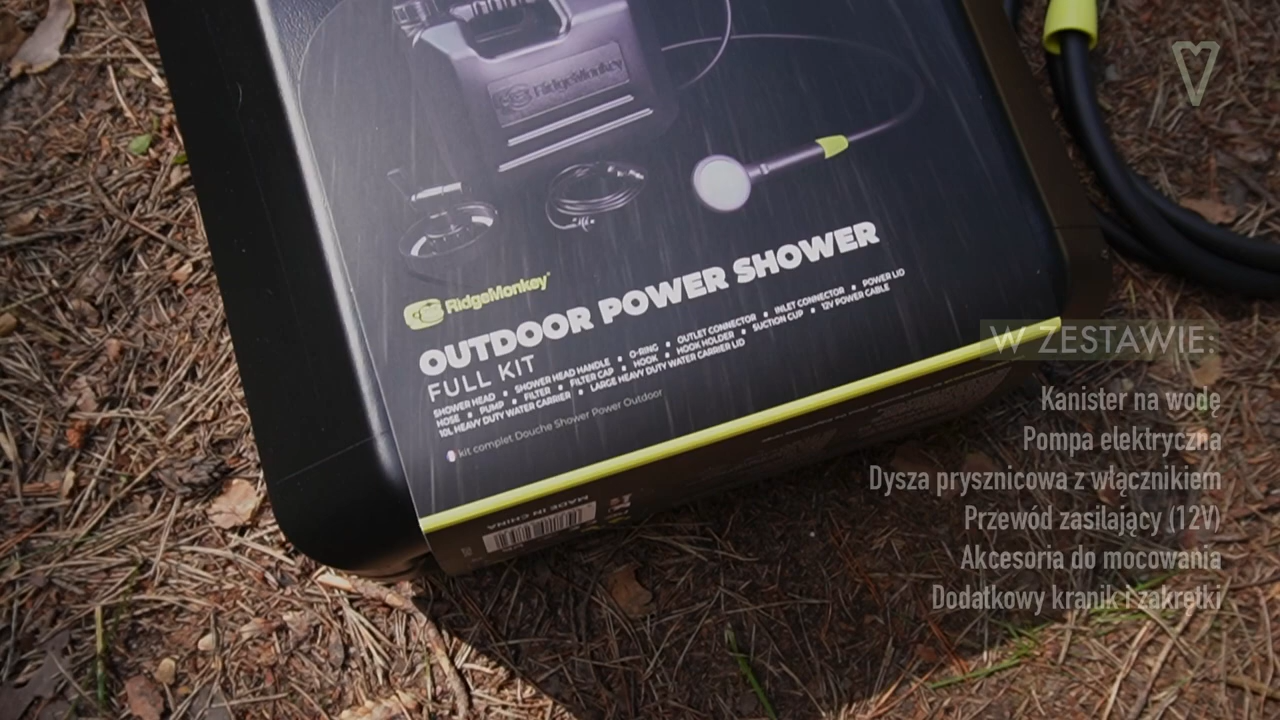 RidgeMonkey
RidgeMonkey
OUTDOOR POWER SHOWER
FULL KIT
SHOWER HEAD • SHOWER HEAD HANDLE • O-RING • OUTLET CONNECTOR • INLET CONNECTOR • POWER LID
HOSE • PUMP • FILTER • FILTER CAP • HOOK • HOOK HOLDER • SUCTION CUP • 12V POWER CABLE
10L HEAVY DUTY WATER CARRIER • LARGE HEAVY DUTY WATER CARRIER LID
kit complet Douche Shower Power Outdoor
MADE IN CHINA
W ZESTAWIE:
Kanister na wodę
Pompa elektryczna
Dysza prysznicowa z włącznikiem
Przewód zasilający (12V)
Akcesoria do mocowania
Dodatkowy kranik i zakrętki